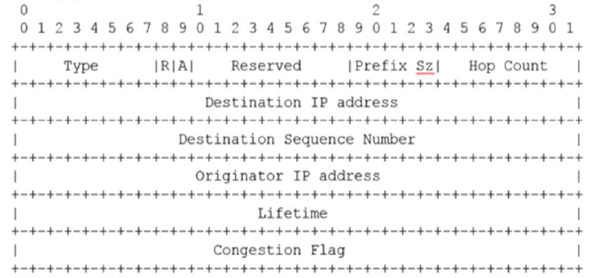 0 1 2 3
0 1 2 3 4 5 6 7 8 9 0 1 2 3 4 5 6 7 8 9 0 1 2 3 4 5 6 7 8 9 0 1
+-+-+-+-+-+-+-+-+-+-+-+-+-+-+-+-+-+-+-+-+-+-+-+-+-+-+-+-+-+-+-+-+
| Type |R|A| Reserved |Prefix Sz| Hop Count |
+-+-+-+-+-+-+-+-+-+-+-+-+-+-+-+-+-+-+-+-+-+-+-+-+-+-+-+-+-+-+-+-+
| Destination IP address |
+-+-+-+-+-+-+-+-+-+-+-+-+-+-+-+-+-+-+-+-+-+-+-+-+-+-+-+-+-+-+-+-+
| Destination Sequence Number |
+-+-+-+-+-+-+-+-+-+-+-+-+-+-+-+-+-+-+-+-+-+-+-+-+-+-+-+-+-+-+-+-+
| Originator IP address |
+-+-+-+-+-+-+-+-+-+-+-+-+-+-+-+-+-+-+-+-+-+-+-+-+-+-+-+-+-+-+-+-+
| Lifetime |
+-+-+-+-+-+-+-+-+-+-+-+-+-+-+-+-+-+-+-+-+-+-+-+-+-+-+-+-+-+-+-+-+
| Congestion Flag |
+-+-+-+-+-+-+-+-+-+-+-+-+-+-+-+-+-+-+-+-+-+-+-+-+-+-+-+-+-+-+-+-+